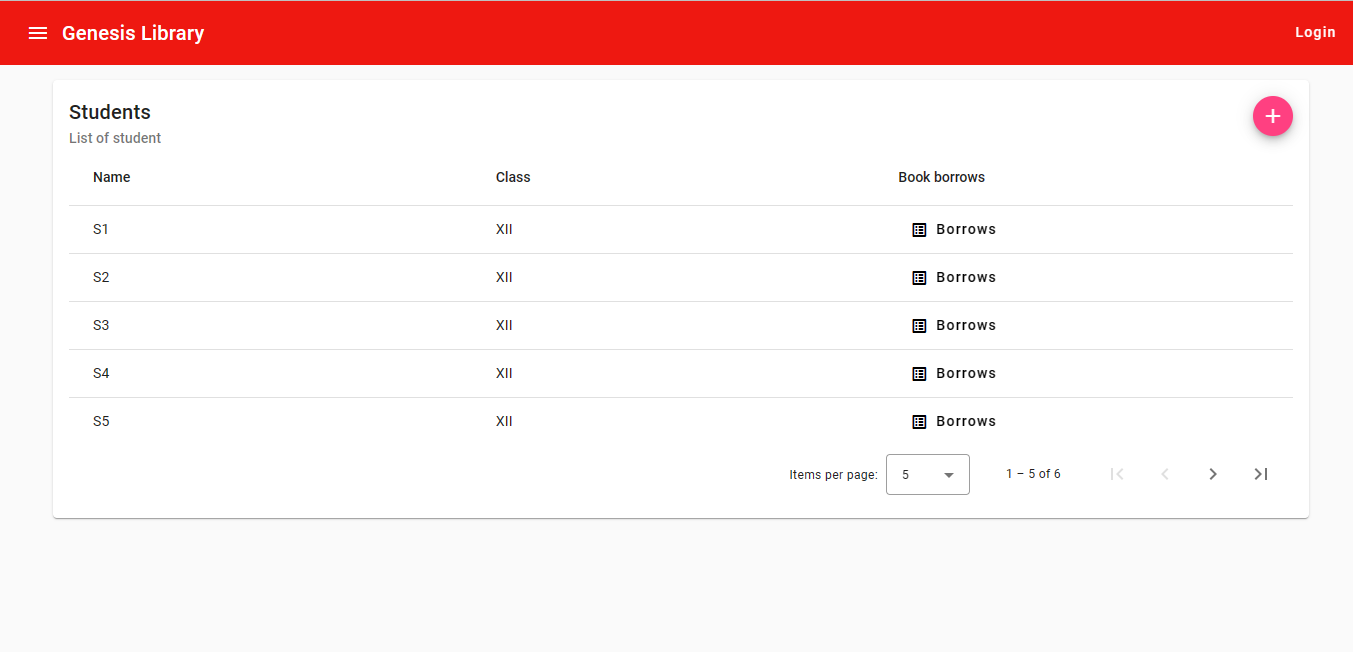 Genesis Library Login
Students
List of student
Name Class Book borrows
S1 XII Borrows
S2 XII Borrows
S3 XII Borrows
S4 XII Borrows
S5 XII Borrows
Items per page: 5 1 – 5 of 6